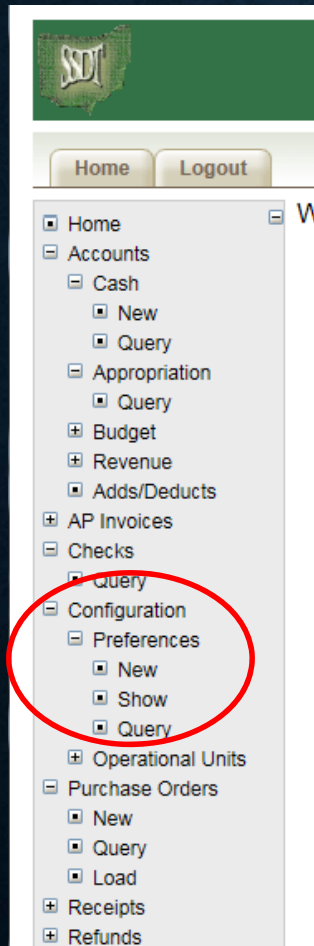 SSDT
Home Logout
W
Home
Accounts
Cash
New
Query
Appropriation
Query
Budget
Revenue
Adds/Deducts
AP Invoices
Checks
Query
Configuration
Preferences
New
Show
Query
Operational Units
Purchase Orders
New
Query
Load
Receipts
Refunds